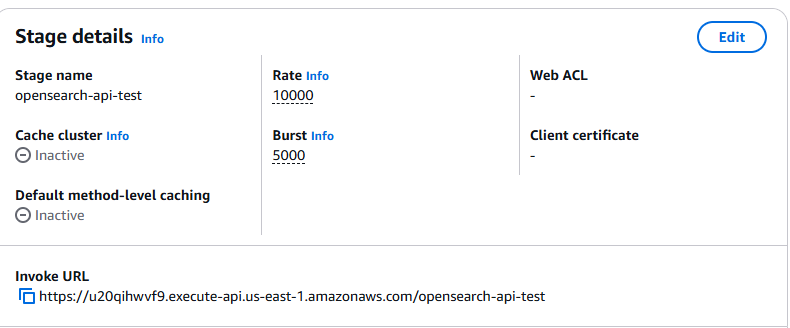 Stage details Info
Edit
Stage name
opensearch-api-test
Rate Info
10000
Web ACL
-
Cache cluster Info
Inactive
Burst Info
5000
Client certificate
-
Default method-level caching
Inactive
Invoke URL
https://u20qihwvf9.execute-api.us-east-1.amazonaws.com/opensearch-api-test